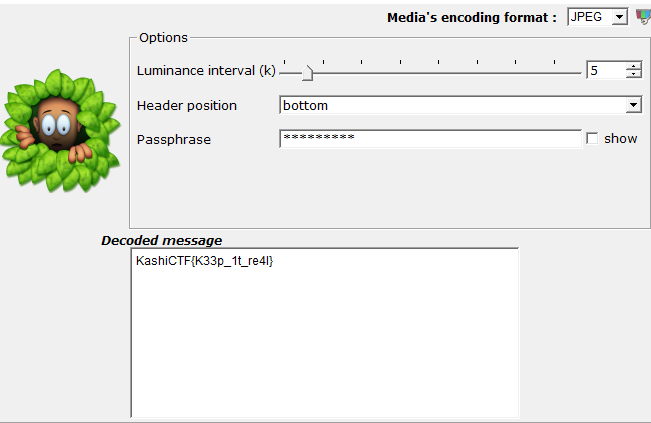 Media's encoding format : JPEG
Options
Luminance interval (k) 5
Header position bottom
Passphrase ********* show
Decoded message
KashiCTF{K33p_1t_re4l}